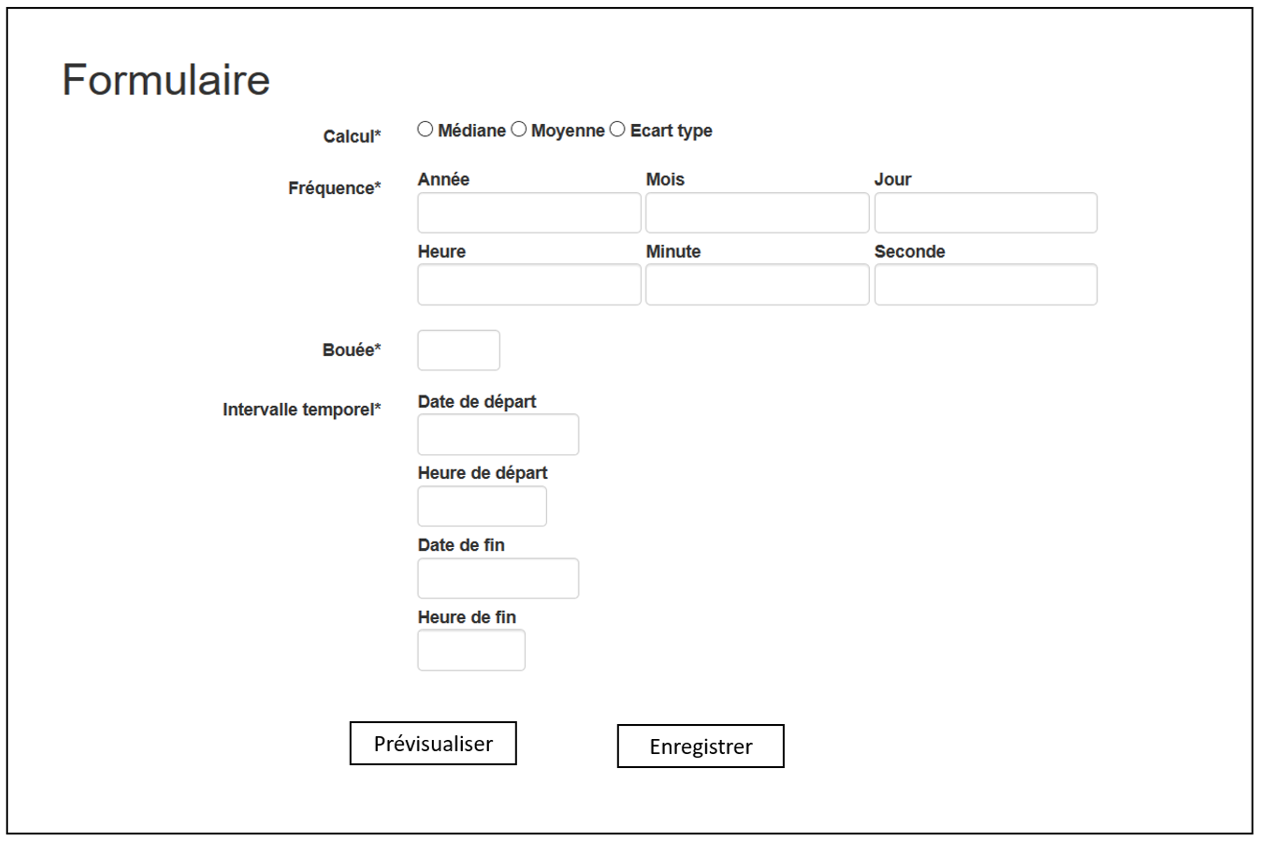 Formulaire
Calcul* Médiane Moyenne Ecart type
Fréquence* Année Mois Jour
Heure Minute Seconde
Bouée*
Intervalle temporel* Date de départ
Heure de départ
Date de fin
Heure de fin
Prévisualiser Enregistrer